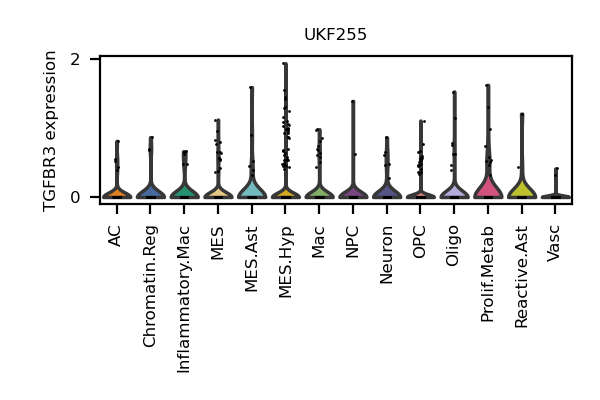 UKF255
TGFBR3 expression
2
0
AC
Chromatin.Reg
Inflammatory.Mac
MES
MES.Ast
MES.Hyp
Mac
NPC
Neuron
OPC
Oligo
Prolif.Metab
Reactive.Ast
Vasc